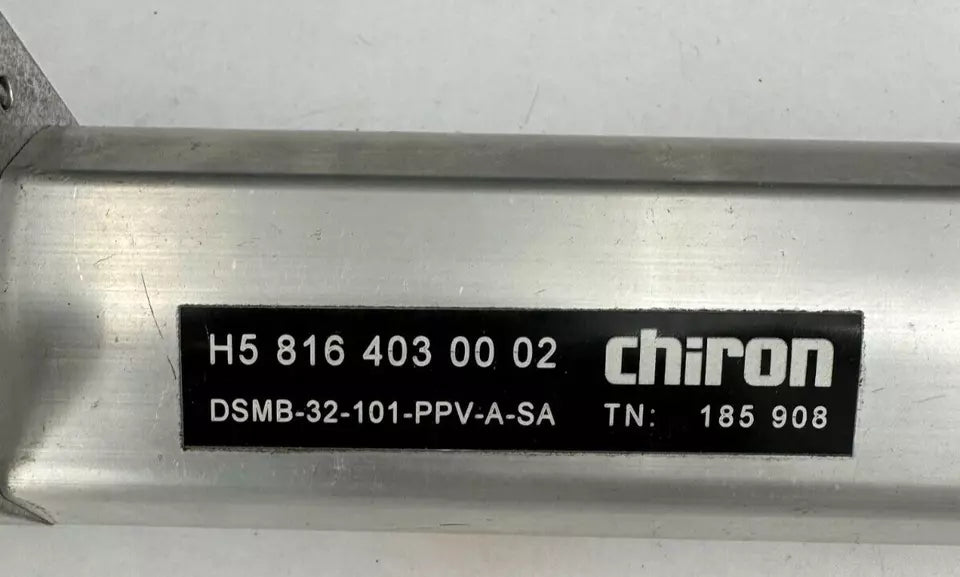 H5 816 403 00 02 chiron
DSMB-32-101-PPV-A-SA TN: 185 908